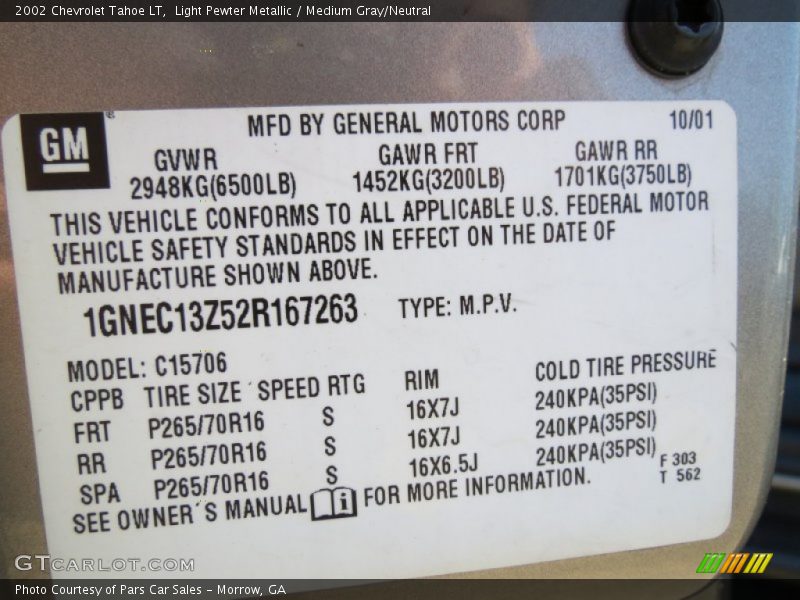 2002 Chevrolet Tahoe LT,  Light Pewter Metallic / Medium Gray/Neutral
GM
®
MFD BY GENERAL MOTORS CORP 10/01
GVWR GAWR FRT GAWR RR
2948KG(6500LB) 1452KG(3200LB) 1701KG(3750LB)
THIS VEHICLE CONFORMS TO ALL APPLICABLE U.S. FEDERAL MOTOR
VEHICLE SAFETY STANDARDS IN EFFECT ON THE DATE OF
MANUFACTURE SHOWN ABOVE.
1GNEC13Z52R167263 TYPE: M.P.V.
MODEL: C15706
CPPB TIRE SIZE SPEED RTG RIM COLD TIRE PRESSURE
FRT P265/70R16 S 16X7J 240KPA(35PSI)
RR P265/70R16 S 16X7J 240KPA(35PSI)
SPA P265/70R16 S 16X6.5J 240KPA(35PSI)
SEE OWNER'S MANUAL i FOR MORE INFORMATION.
F 303
T 562
GTCARLOT.COM
Photo Courtesy of Pars Car Sales - Morrow, GA